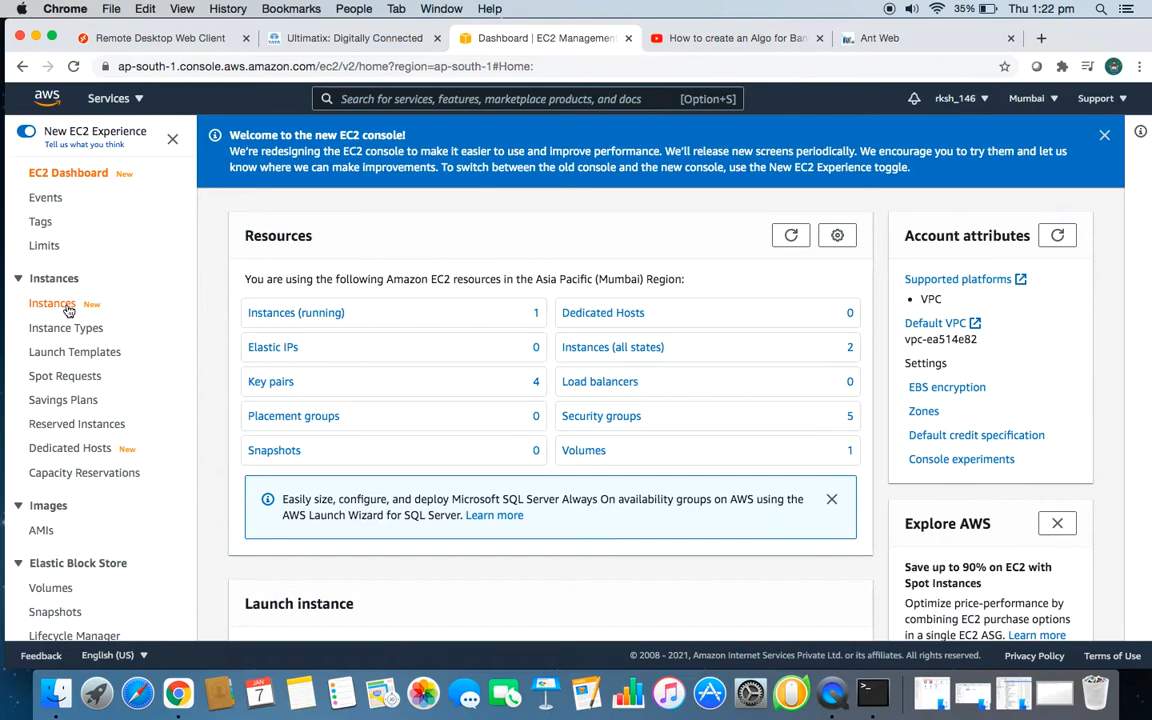 Chrome File Edit View History Bookmarks People Tab Window Help 35% Thu 1:22 pm
Remote Desktop Web Client Ultimatix: Digitally Connected Dashboard | EC2 Management How to create an Algo for Ban Ant Web
ap-south-1.console.aws.amazon.com/ec2/v2/home?region=ap-south-1#Home:
aws Services Search for services, features, marketplace products, and docs [Option+S] rksh_146 Mumbai Support
New EC2 Experience
Tell us what you think
EC2 Dashboard New
Events
Tags
Limits
Instances
Instances New
Instance Types
Launch Templates
Spot Requests
Savings Plans
Reserved Instances
Dedicated Hosts New
Capacity Reservations
Images
AMIs
Elastic Block Store
Volumes
Snapshots
Lifecycle Manager
Welcome to the new EC2 console!
We're redesigning the EC2 console to make it easier to use and improve performance. We'll release new screens periodically. We encourage you to try them and let us
know where we can make improvements. To switch between the old console and the new console, use the New EC2 Experience toggle.
Resources
You are using the following Amazon EC2 resources in the Asia Pacific (Mumbai) Region:
Instances (running) 1 Dedicated Hosts 0
Elastic IPs 0 Instances (all states) 2
Key pairs 4 Load balancers 0
Placement groups 0 Security groups 5
Snapshots 0 Volumes 1
Easily size, configure, and deploy Microsoft SQL Server Always On availability groups on AWS using the
AWS Launch Wizard for SQL Server. Learn more
Launch instance
Account attributes
Supported platforms
VPC
Default VPC
vpc-ea514e82
Settings
EBS encryption
Zones
Default credit specification
Console experiments
Explore AWS
Save up to 90% on EC2 with
Spot Instances
Optimize price-performance by
combining EC2 purchase options
in a single EC2 ASG. Learn more
Feedback English (US) © 2008 - 2021, Amazon Internet Services Private Ltd. or its affiliates. All rights reserved. Privacy Policy Terms of Use
JAN
7